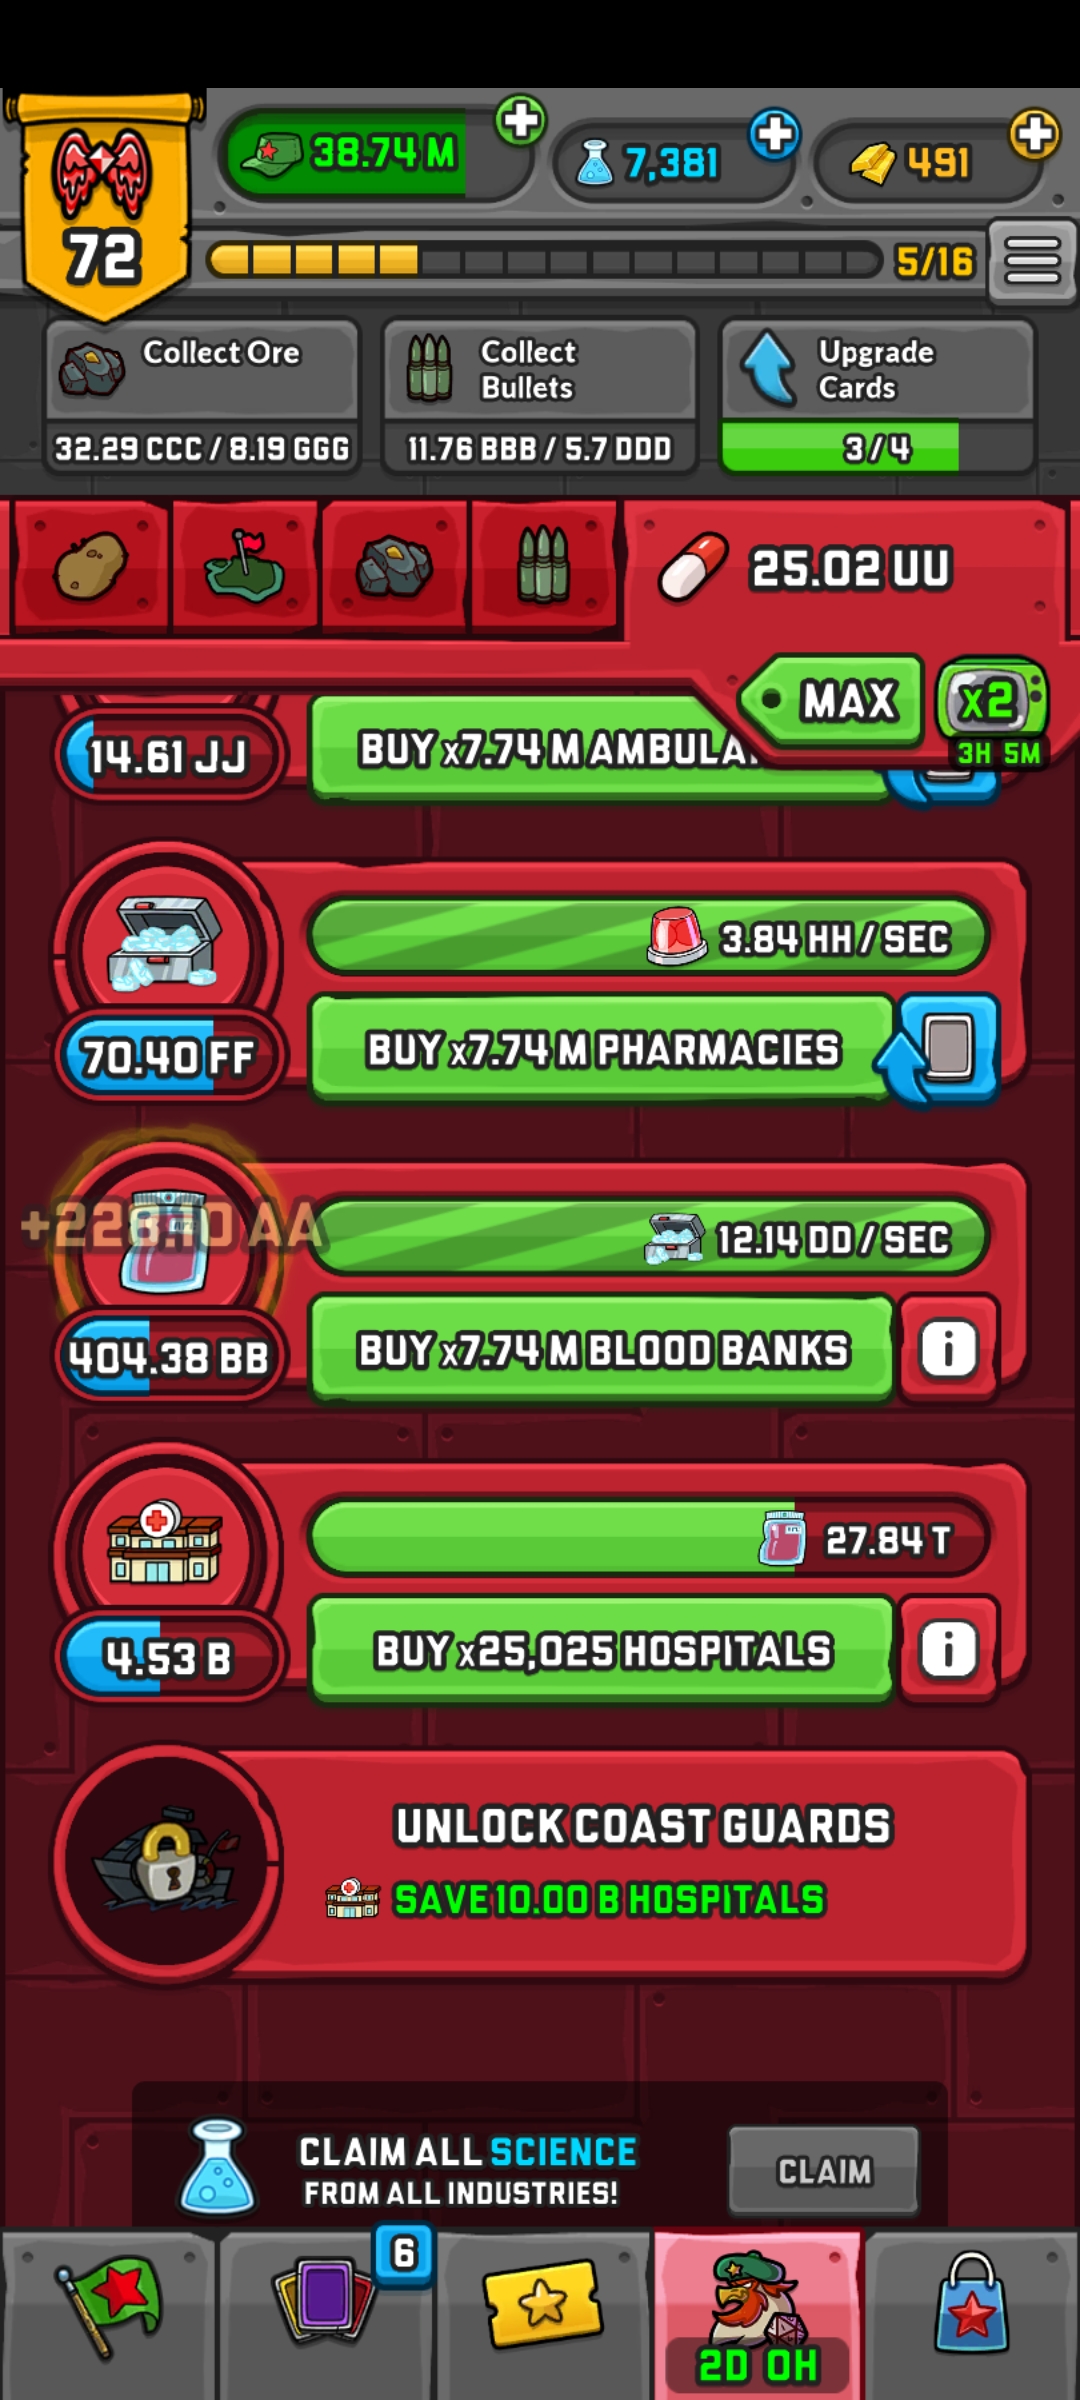 38.74 M
7,381
491
72
5/16
Collect Ore
32.29 CCC / 8.19 GGG
Collect
Bullets
11.76 BBB / 5.7 DDD
Upgrade
Cards
3/4
25.02 UU
MAX
x2
3H 5M
14.61 JJ
BUY x7.74 M
3.84 HH / SEC
70.40 FF
BUY x7.74 M PHARMACIES
+228.10 AA
12.14 DD / SEC
404.38 BB
BUY x7.74 M BLOOD BANKS
i
27.84 T
4.53 B
BUY x25,025 HOSPITALS
i
UNLOCK COAST GUARDS
SAVE 10.00 B HOSPITALS
CLAIM ALL SCIENCE
FROM ALL INDUSTRIES!
CLAIM
6
2D 0H